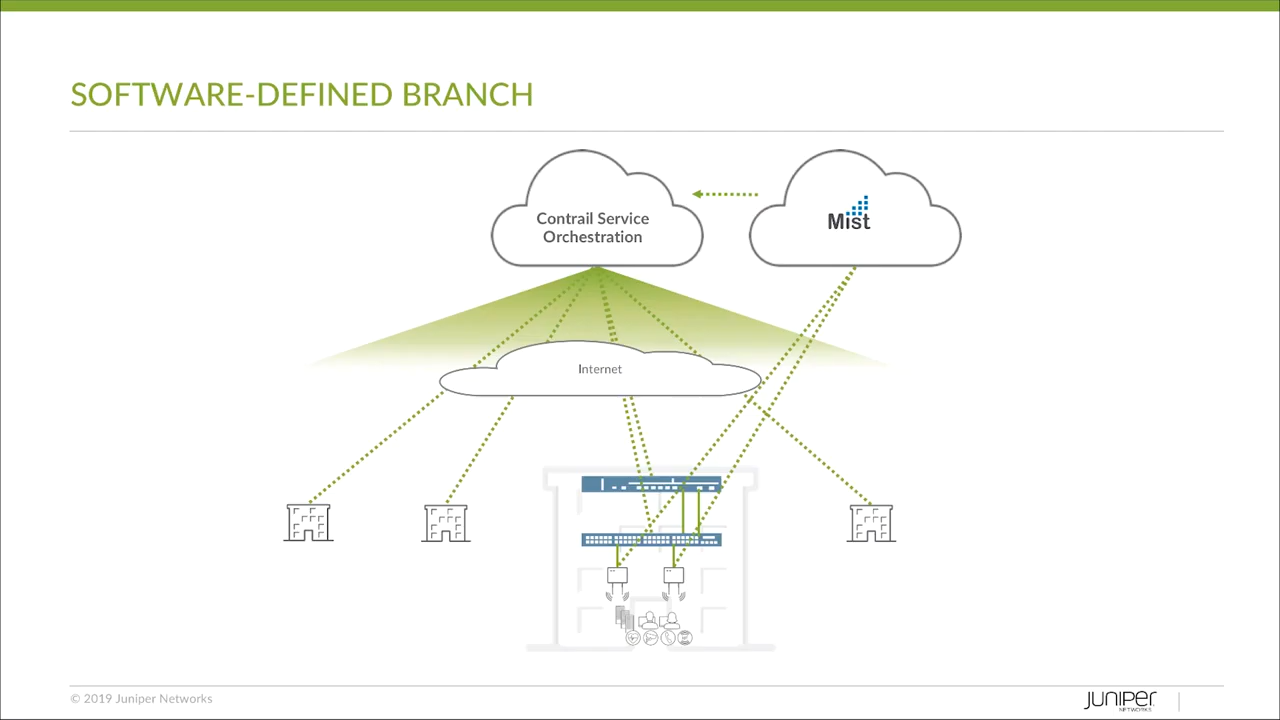 SOFTWARE-DEFINED BRANCH
Contrail Service
Orchestration
Mist
Internet
© 2019 Juniper Networks
JUNIPER
NETWORKS